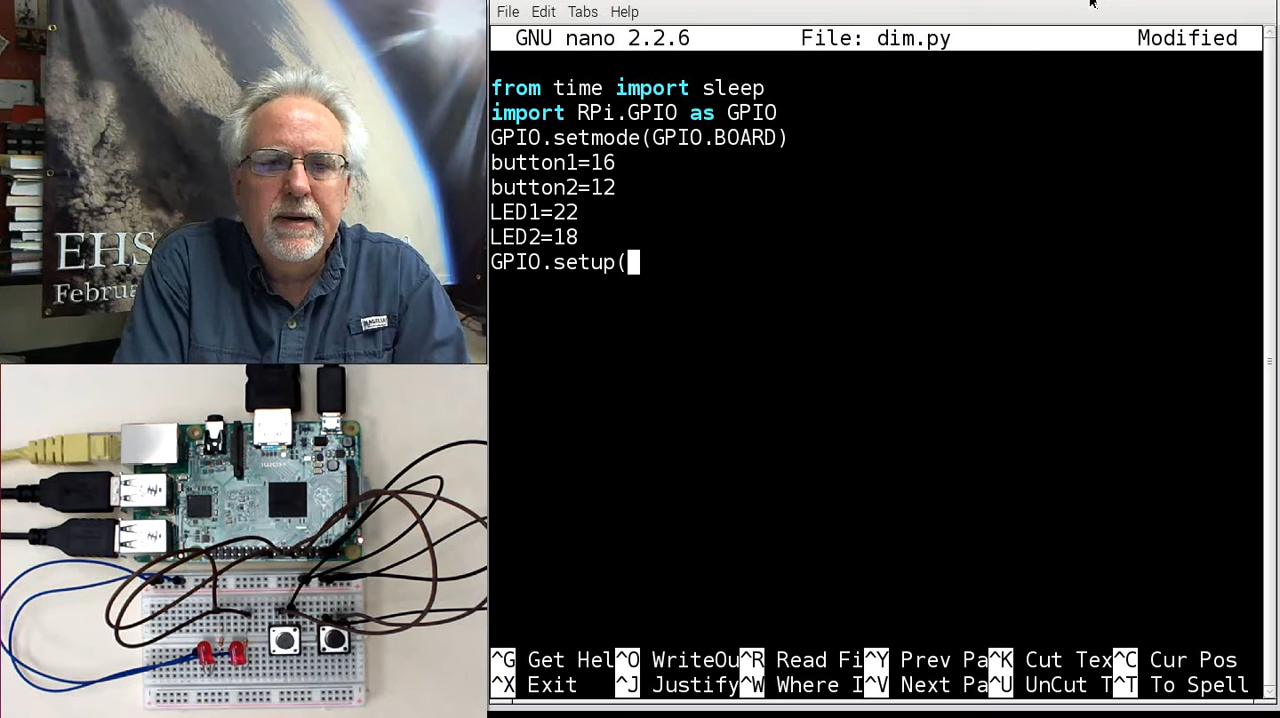 File Edit Tabs Help
GNU nano 2.2.6 File: dim.py Modified
from time import sleep
import RPi.GPIO as GPIO
GPIO.setmode(GPIO.BOARD)
button1=16
button2=12
LED1=22
LED2=18
GPIO.setup(
^G Get Hel^O WriteOu^R Read Fi^Y Prev Pa^K Cut Tex^C Cur Pos
^X Exit ^J Justify^W Where I^V Next Pa^U UnCut T^T To Spell
EHS
Februa